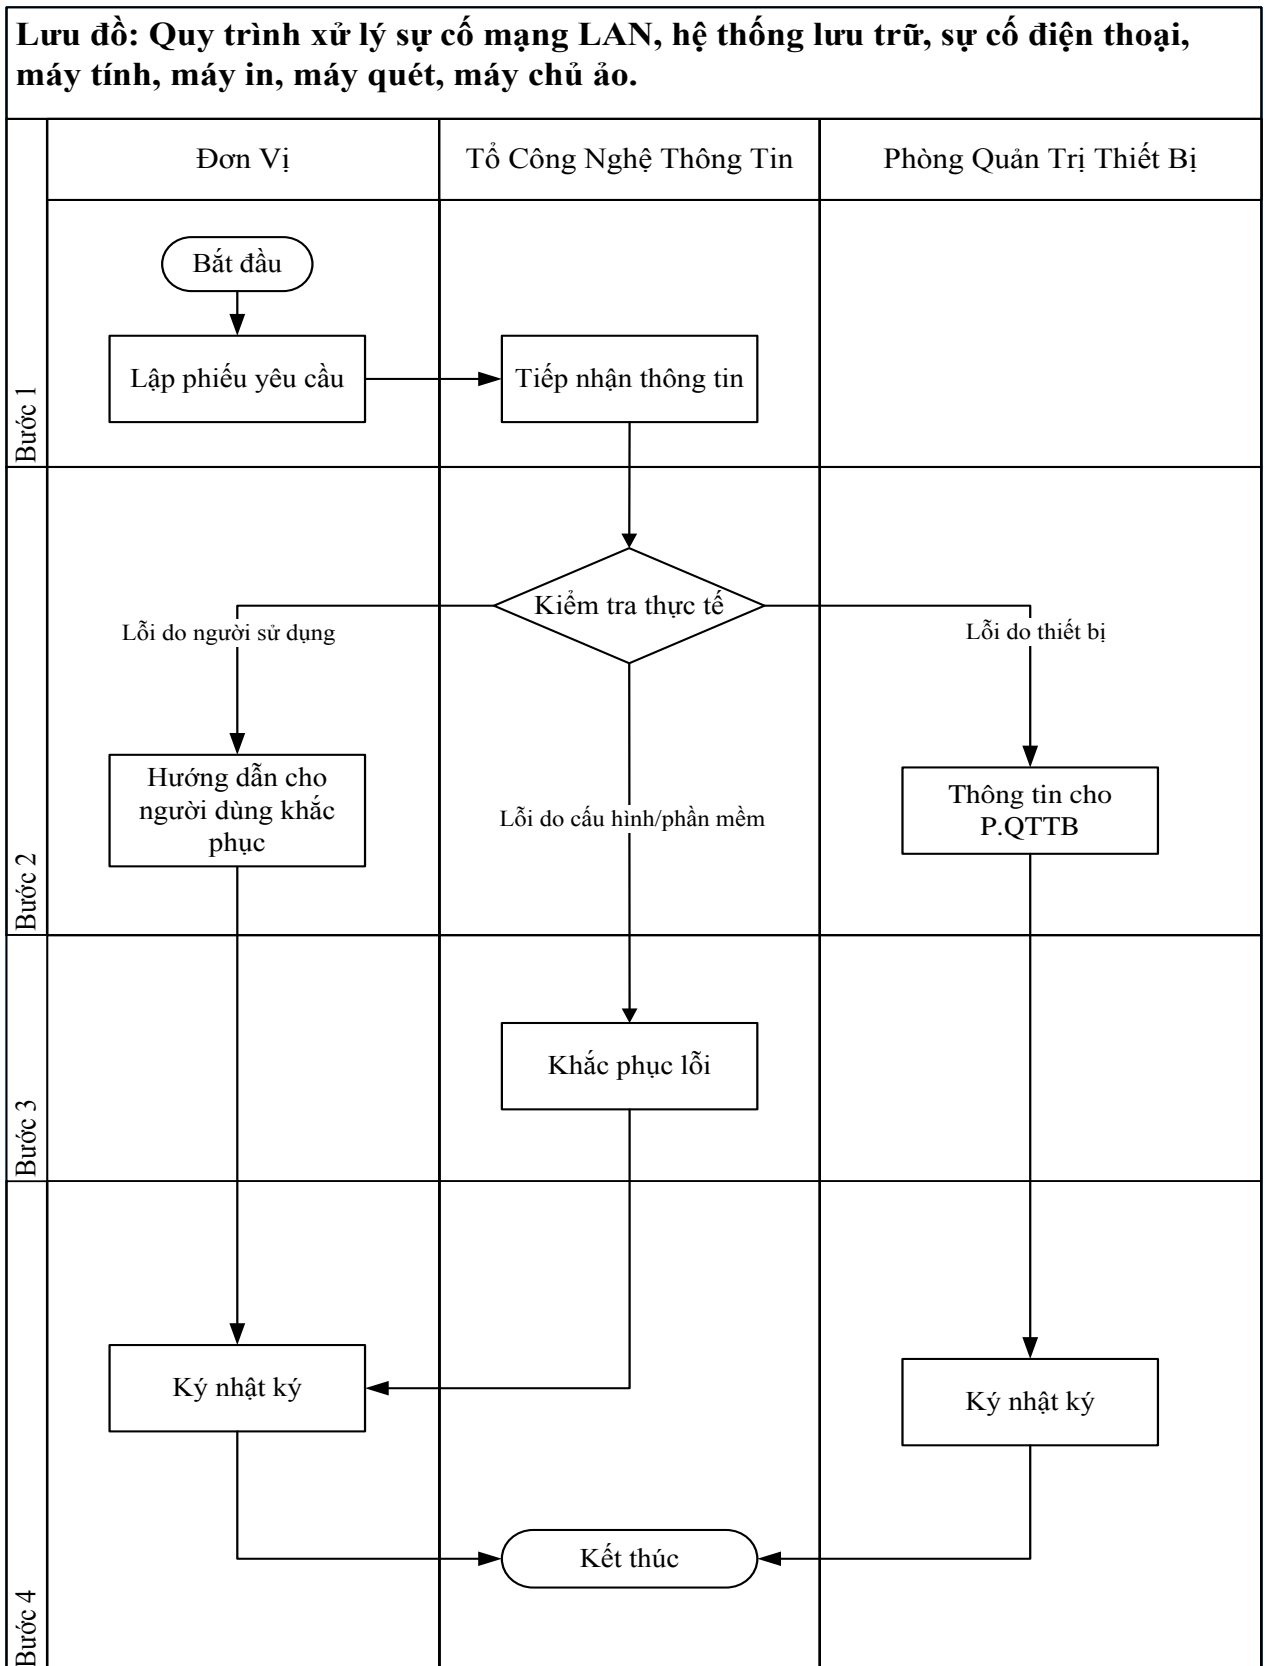 Lưu đồ: Quy trình xử lý sự cố mạng LAN, hệ thống lưu trữ, sự cố điện thoại,
máy tính, máy in, máy quét, máy chủ ảo.
Đơn Vị
Tổ Công Nghệ Thông Tin
Phòng Quản Trị Thiết Bị
Bước 1
Bắt đầu
Lập phiếu yêu cầu
Tiếp nhận thông tin
Bước 2
Kiểm tra thực tế
Lỗi do người sử dụng
Lỗi do thiết bị
Hướng dẫn cho
người dùng khắc
phục
Lỗi do cấu hình/phần mềm
Thông tin cho
P.QTTB
Bước 3
Khắc phục lỗi
Bước 4
Ký nhật ký
Ký nhật ký
Kết thúc